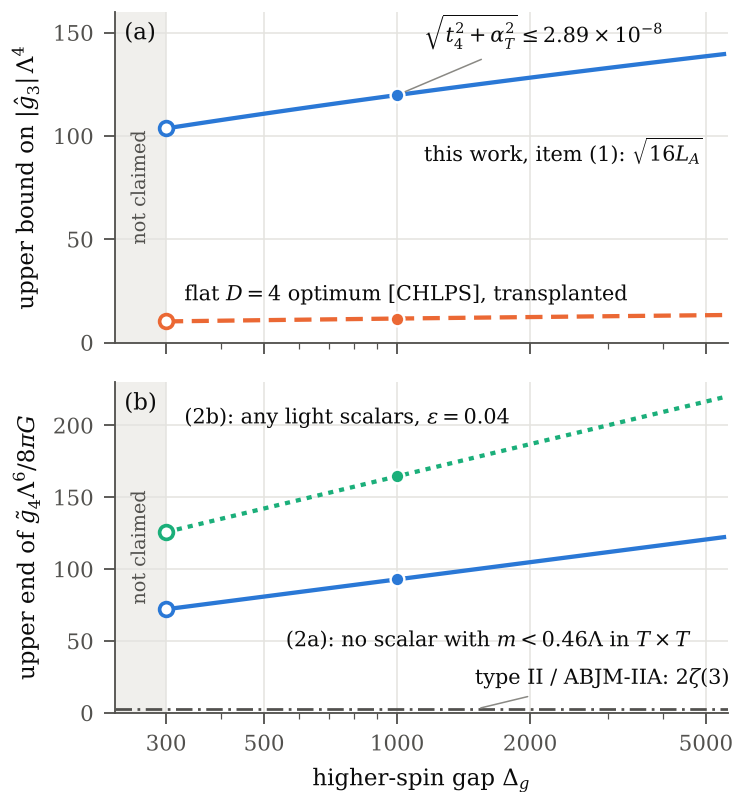 (a)
√t₄² + α_T² ≤ 2.89 × 10⁻⁸
150
100
50
0
upper bound on |ĝ₃| Λ⁴
not claimed
this work, item (1): √16L_A
flat D = 4 optimum [CHLPS], transplanted
(b)
(2b): any light scalars, ε = 0.04
200
150
100
50
0
upper end of g̃₄Λ⁶/8πG
not claimed
(2a): no scalar with m < 0.46Λ in T × T
type II / ABJM-IIA: 2ζ(3)
300 500 1000 2000 5000
higher-spin gap Δ_g